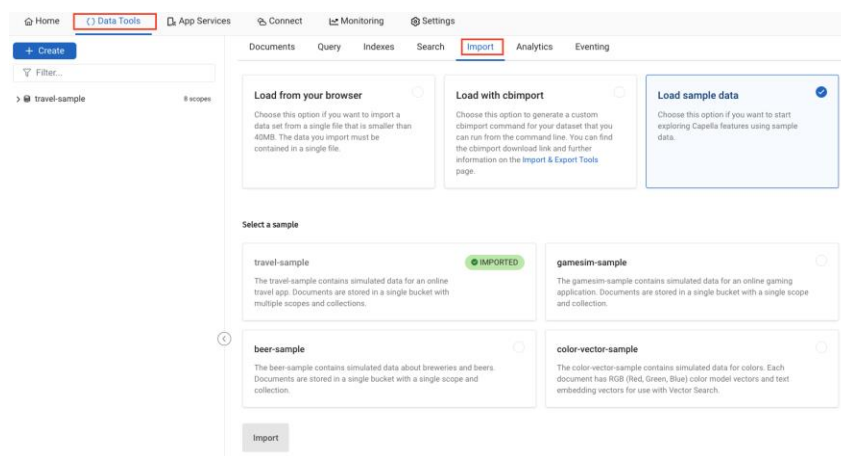 Home Data Tools App Services Connect Monitoring Settings
+ Create
Filter...
travel-sample 8 scopes
Documents Query Indexes Search Import Analytics Eventing
Load from your browser
Choose this option if you want to import a
data set from a single file that is smaller than
40MB. The data you import must be
contained in a single file.
Load with cbimport
Choose this option to generate a custom
cbimport command for your dataset that you
can run from the command line. You can find
the cbimport download link and further
information on the Import & Export Tools
page.
Load sample data
Choose this option if you want to start
exploring Capella features using sample
data.
Select a sample
travel-sample IMPORTED
The travel-sample contains simulated data for an online
travel app. Documents are stored in a single bucket with
multiple scopes and collections.
gamesim-sample
The gamesim-sample contains simulated data for an online gaming
application. Documents are stored in a single bucket with a single scope
and collection.
beer-sample
The beer-sample contains simulated data about breweries and beers.
Documents are stored in a single bucket with a single scope and
collection.
color-vector-sample
The color-vector-sample contains simulated data for colors. Each
document has RGB (Red, Green, Blue) color model vectors and text
embedding vectors for use with Vector Search.
Import